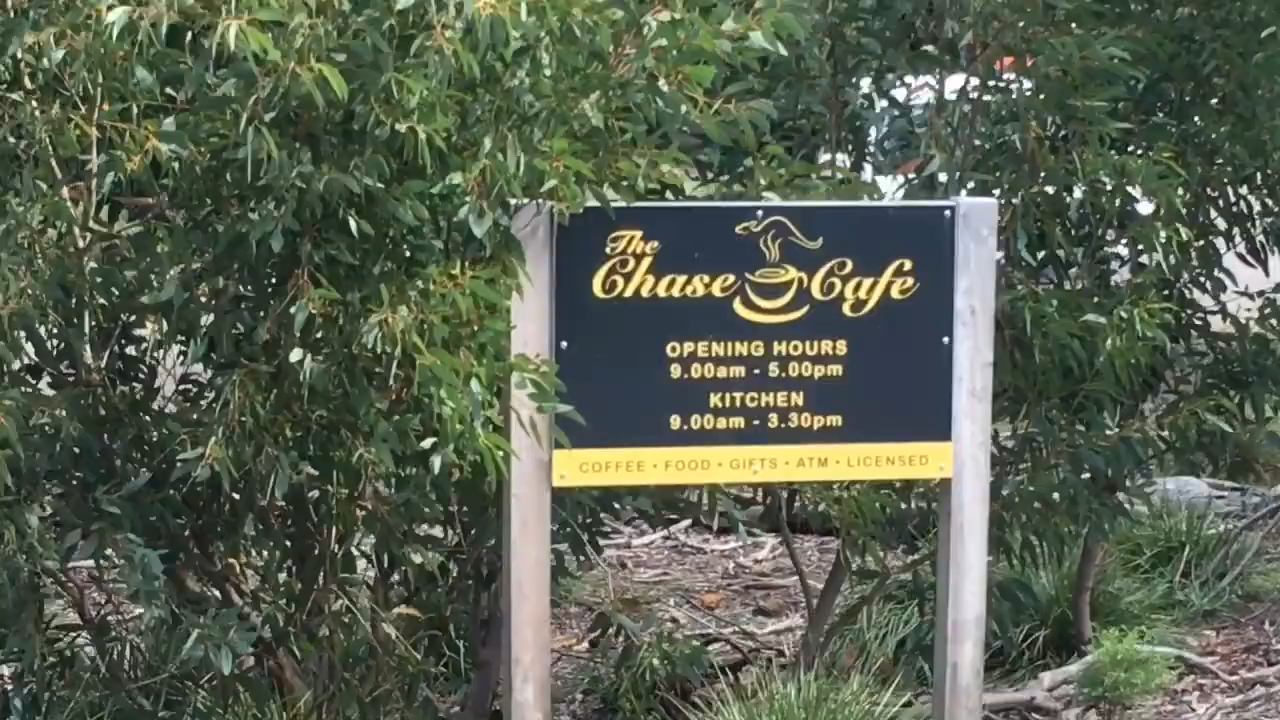 The
Chase Cafe
OPENING HOURS
9.00am - 5.00pm
KITCHEN
9.00am - 3.30pm
COFFEE • FOOD • GIFTS • ATM • LICENSED